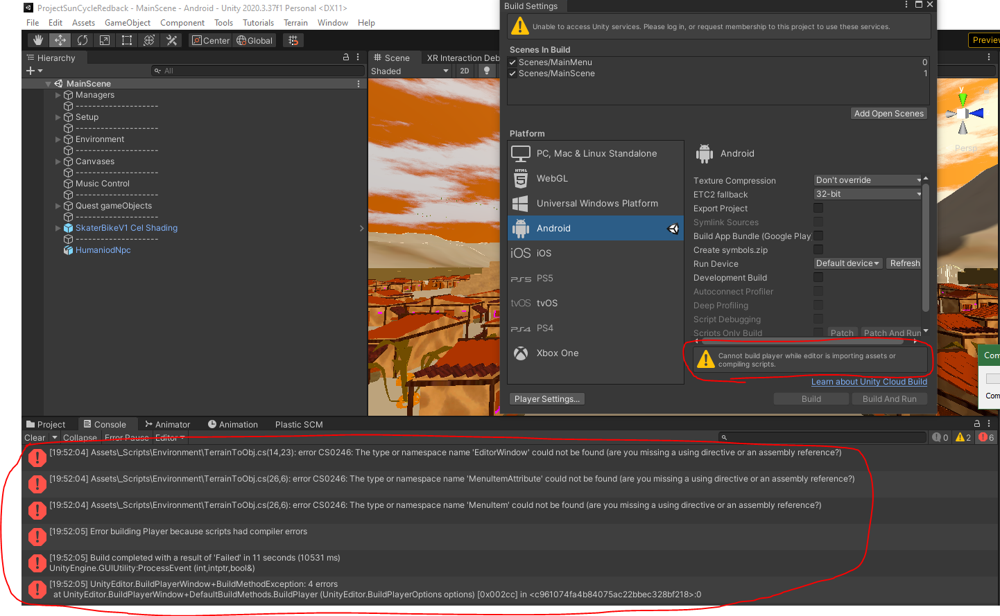 ProjectSunCycleRedback - MainScene - Android - Unity 2020.3.37f1 Personal <DX11>
File Edit Assets GameObject Component Tools Tutorials Terrain Window Help
Center Global
Preview
Hierarchy
All
MainScene
Managers
--------------------
Setup
--------------------
Environment
--------------------
Canvases
--------------------
Music Control
--------------------
Quest gameObjects
--------------------
SkaterBikeV1 Cel Shading
--------------------
HumaniodNpc
Scene XR Interaction Deb
Shaded 2D
y
Persp
Build Settings
Unable to access Unity services. Please log in, or request membership to this project to use these services.
Scenes In Build
Scenes/MainMenu 0
Scenes/MainScene 1
Add Open Scenes
Platform
PC, Mac & Linux Standalone
HTML
5
WebGL
Universal Windows Platform
Android
iOS iOS
PS5 PS5
tvOS tvOS
PS4 PS4
Xbox One
Android
Texture Compression Don't override
ETC2 fallback 32-bit
Export Project
Symlink Sources
Build App Bundle (Google Play
Create symbols.zip
Run Device Default device Refresh
Development Build
Autoconnect Profiler
Deep Profiling
Script Debugging
Scripts Only Build Patch Patch And Run
Cannot build player while editor is importing assets or
compiling scripts.
Learn about Unity Cloud Build
Player Settings... Build Build And Run
Com
Com
Project Console Animator Animation Plastic SCM
Clear Collapse Error Pause Editor 0 2 6
[19:52:04] Assets\_Scripts\Environment\TerrainToObj.cs(14,23): error CS0246: The type or namespace name 'EditorWindow' could not be found (are you missing a using directive or an assembly reference?)
[19:52:04] Assets\_Scripts\Environment\TerrainToObj.cs(26,6): error CS0246: The type or namespace name 'MenuItemAttribute' could not be found (are you missing a using directive or an assembly reference?)
[19:52:04] Assets\_Scripts\Environment\TerrainToObj.cs(26,6): error CS0246: The type or namespace name 'MenuItem' could not be found (are you missing a using directive or an assembly reference?)
[19:52:05] Error building Player because scripts had compiler errors
[19:52:05] Build completed with a result of 'Failed' in 11 seconds (10531 ms)
UnityEngine.GUIUtility:ProcessEvent (int,intptr,bool&)
[19:52:05] UnityEditor.BuildPlayerWindow+BuildMethodException: 4 errors
at UnityEditor.BuildPlayerWindow+DefaultBuildMethods.BuildPlayer (UnityEditor.BuildPlayerOptions options) [0x002cc] in <c961074fa4b84075ac22bbec328bf218>:0